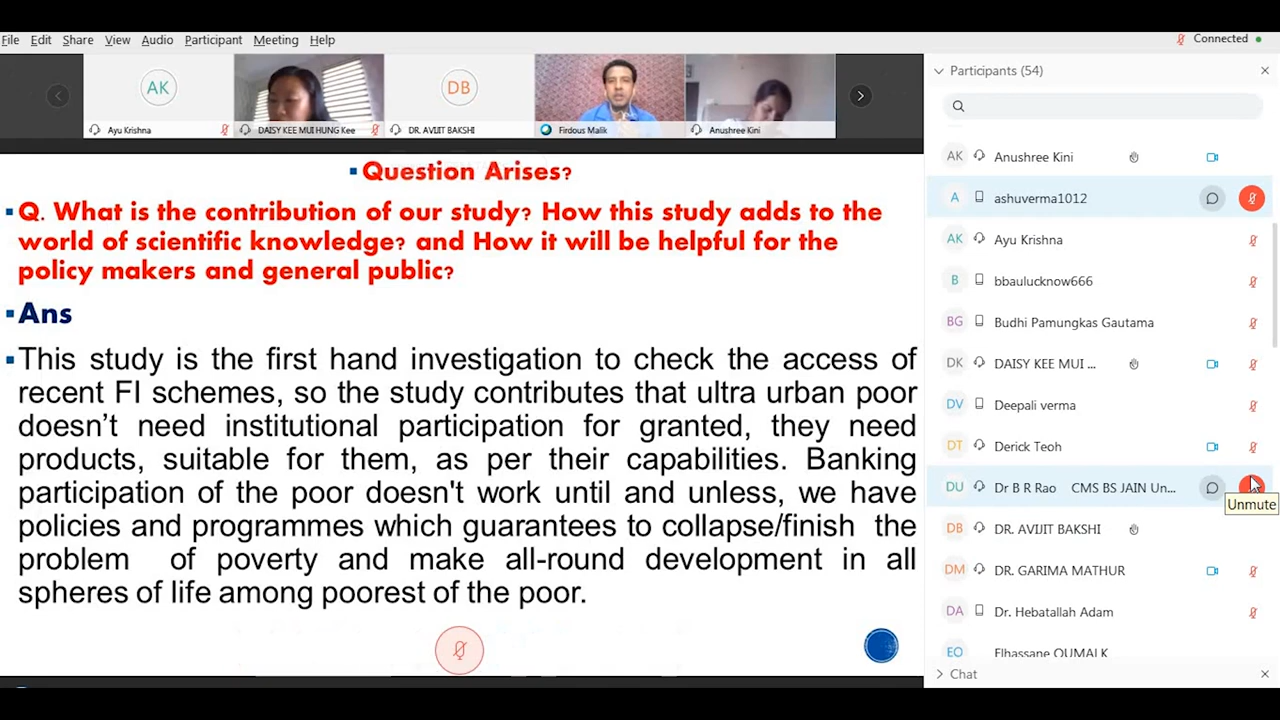 File Edit Share View Audio Participant Meeting Help
Connected
AK
DB
Ayu Krishna
DAISY KEE MUI HUNG Kee
DR. AVIJIT BAKSHI
Firdous Malik
Anushree Kini
Question Arises?
Q. What is the contribution of our study? How this study adds to the
world of scientific knowledge? and How it will be helpful for the
policy makers and general public?
Ans
This study is the first hand investigation to check the access of
recent FI schemes, so the study contributes that ultra urban poor
doesn’t need institutional participation for granted, they need
products, suitable for them, as per their capabilities. Banking
participation of the poor doesn't work until and unless, we have
policies and programmes which guarantees to collapse/finish the
problem of poverty and make all-round development in all
spheres of life among poorest of the poor.
Participants (54)
AK Anushree Kini
A ashuverma1012
AK Ayu Krishna
B bbaulucknow666
BG Budhi Pamungkas Gautama
DK DAISY KEE MUI ...
DV Deepali verma
DT Derick Teoh
DU Dr B R Rao CMS BS JAIN Un...
Unmute
DB DR. AVIJIT BAKSHI
DM DR. GARIMA MATHUR
DA Dr. Hebatallah Adam
EO Elhassane OUMALK
Chat